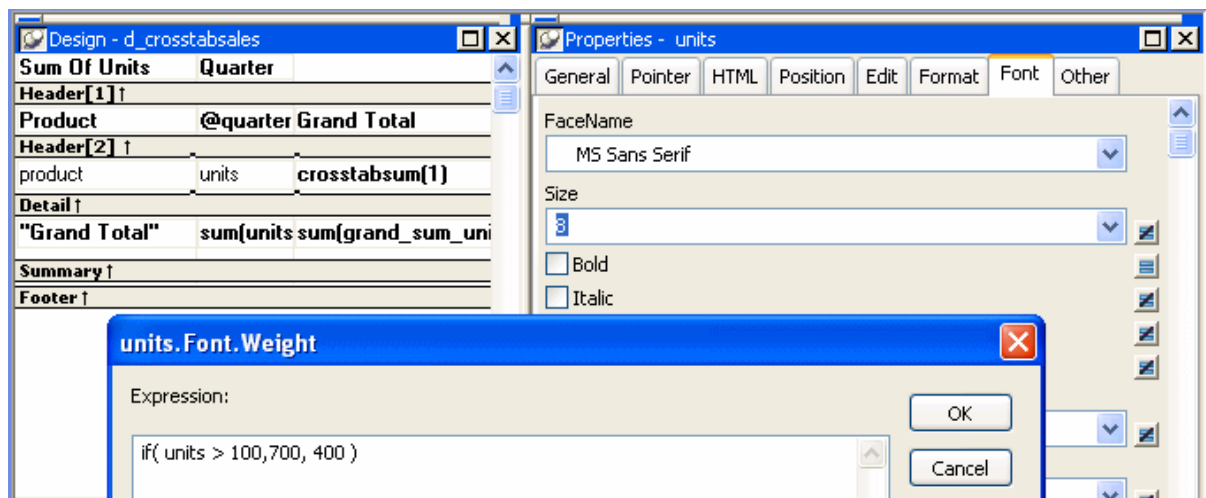 Design - d_crosstabsales
Sum Of Units Quarter
Header[1]↑
Product @quarter Grand Total
Header[2] ↑
product units crosstabsum(1)
Detail ↑
"Grand Total" sum(units sum(grand_sum_uni
Summary ↑
Footer ↑
Properties - units
General Pointer HTML Position Edit Format Font Other
FaceName
MS Sans Serif
Size
8
Bold
Italic
units.Font.Weight
Expression:
if( units > 100,700, 400 )
OK
Cancel